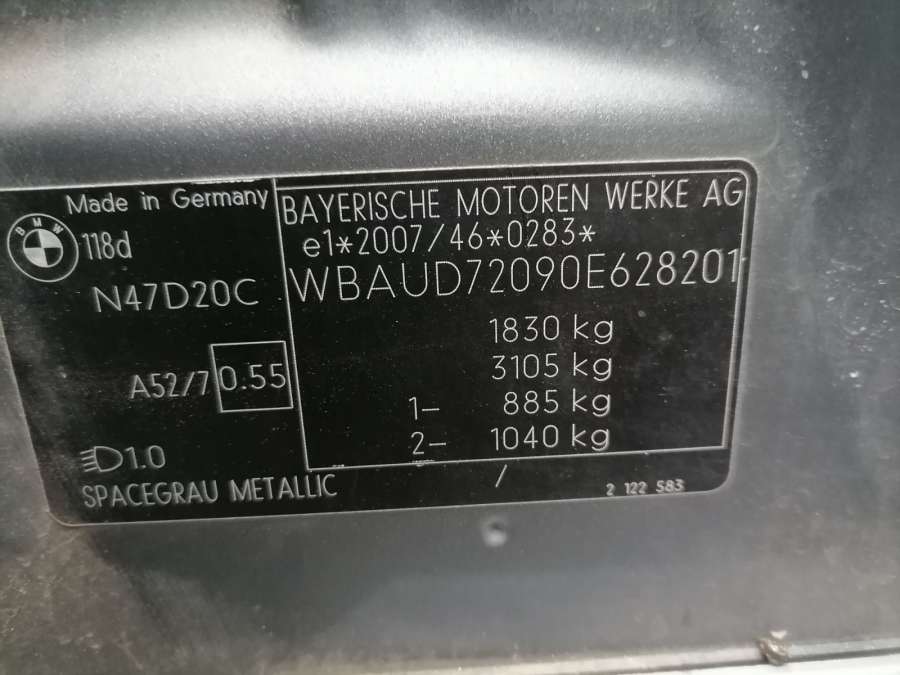 Made in Germany
BMW
118d
N47D20C
A52/7 0.55
1.0
SPACEGRAU METALLIC
BAYERISCHE MOTOREN WERKE AG
e1*2007/46*0283*
WBAUD72090E628201
1830 kg
3105 kg
1- 885 kg
2- 1040 kg
/
2 122 583